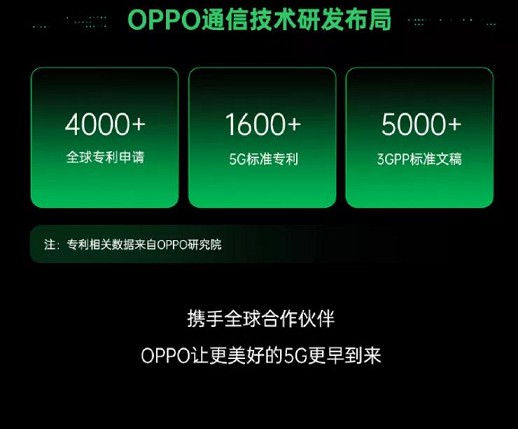 OPPO通信技术研发布局
4000+
全球专利申请
1600+
5G标准专利
5000+
3GPP标准文稿
注：专利相关数据来自OPPO研究院
携手全球合作伙伴
OPPO让更美好的5G更早到来